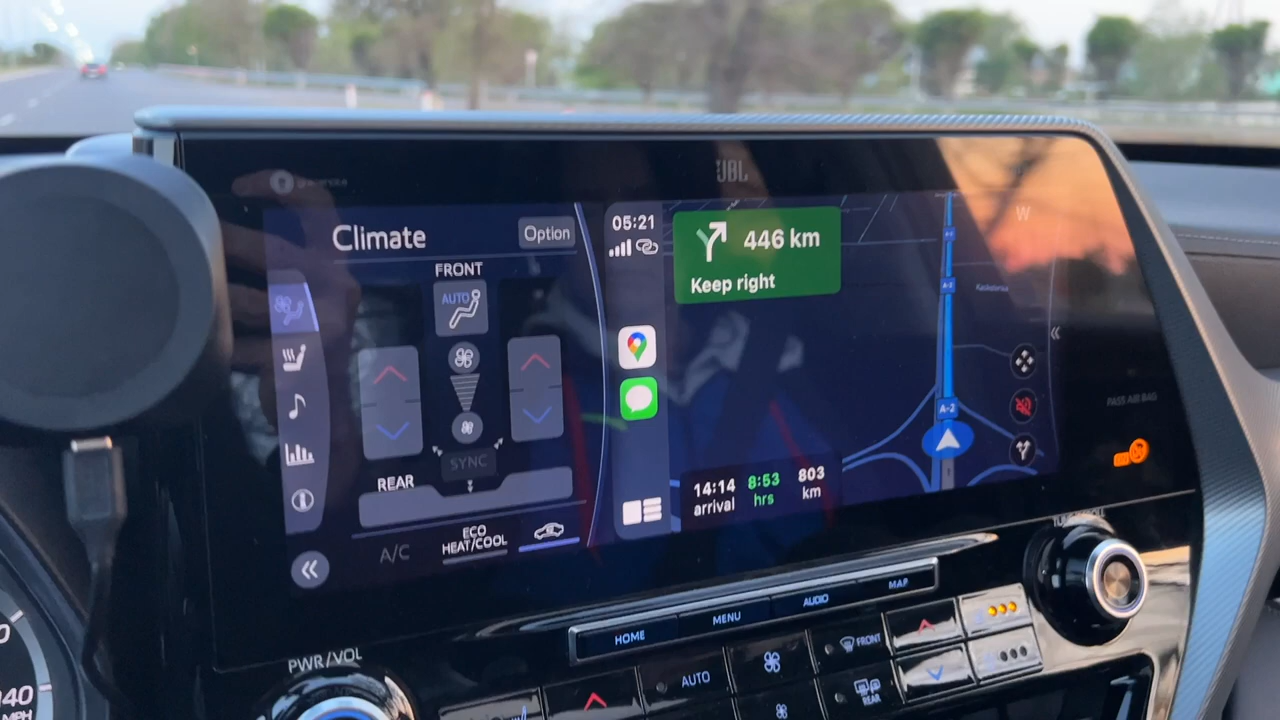 JBL
Climate
Option
FRONT
AUTO
SYNC
REAR
A/C
ECO
HEAT/COOL
05:21
446 km
Keep right
W
A-2
A-2
14:14
arrival
8:53
hrs
803
km
PASS AIR BAG
HOME
MENU
AUDIO
MAP
PWR/VOL
AUTO
FRONT
REAR
MPH